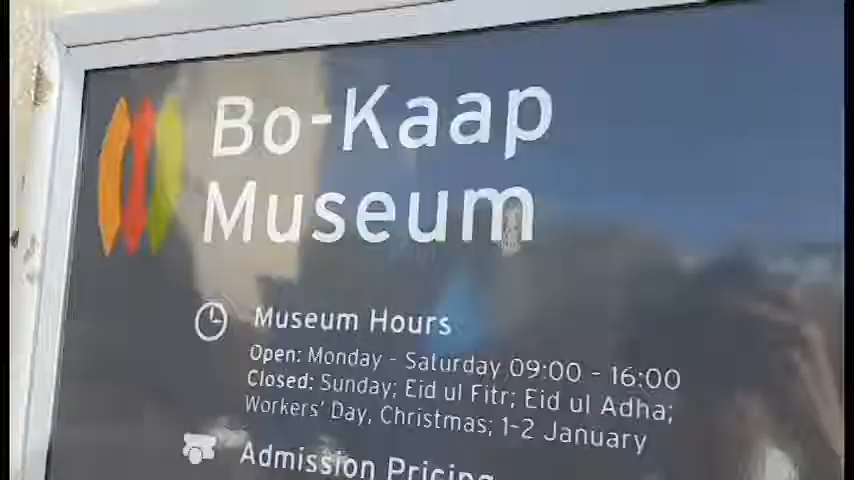 Bo-Kaap
Museum
Museum Hours
Open: Monday - Saturday 09:00 - 16:00
Closed: Sunday; Eid ul Fitr; Eid ul Adha;
Workers' Day, Christmas; 1-2 January
Admission Pricing